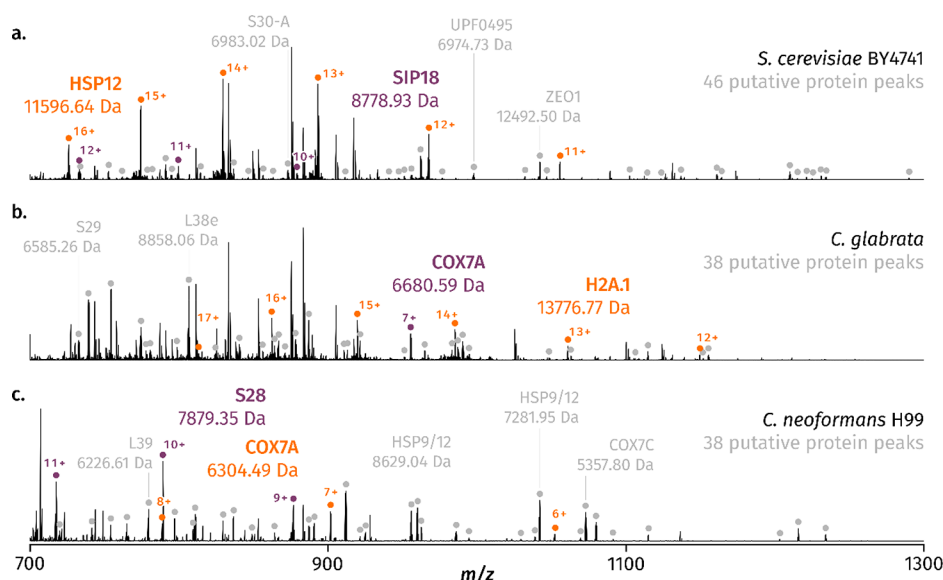 a.
S30-A
6983.02 Da
UPF0495
6974.73 Da
S. cerevisiae BY4741
46 putative protein peaks
HSP12
11596.64 Da
SIP18
8778.93 Da
ZEO1
12492.50 Da
16+
12+
15+
11+
14+
10+
13+
12+
11+
b.
S29
6585.26 Da
L38e
8858.06 Da
C. glabrata
38 putative protein peaks
COX7A
6680.59 Da
H2A.1
13776.77 Da
17+
16+
15+
7+
14+
13+
12+
c.
S28
7879.35 Da
HSP9/12
7281.95 Da
C. neoformans H99
38 putative protein peaks
L39
6226.61 Da
COX7A
6304.49 Da
HSP9/12
8629.04 Da
COX7C
5357.80 Da
11+
10+
8+
9+
7+
6+
700
900
1100
1300
m/z